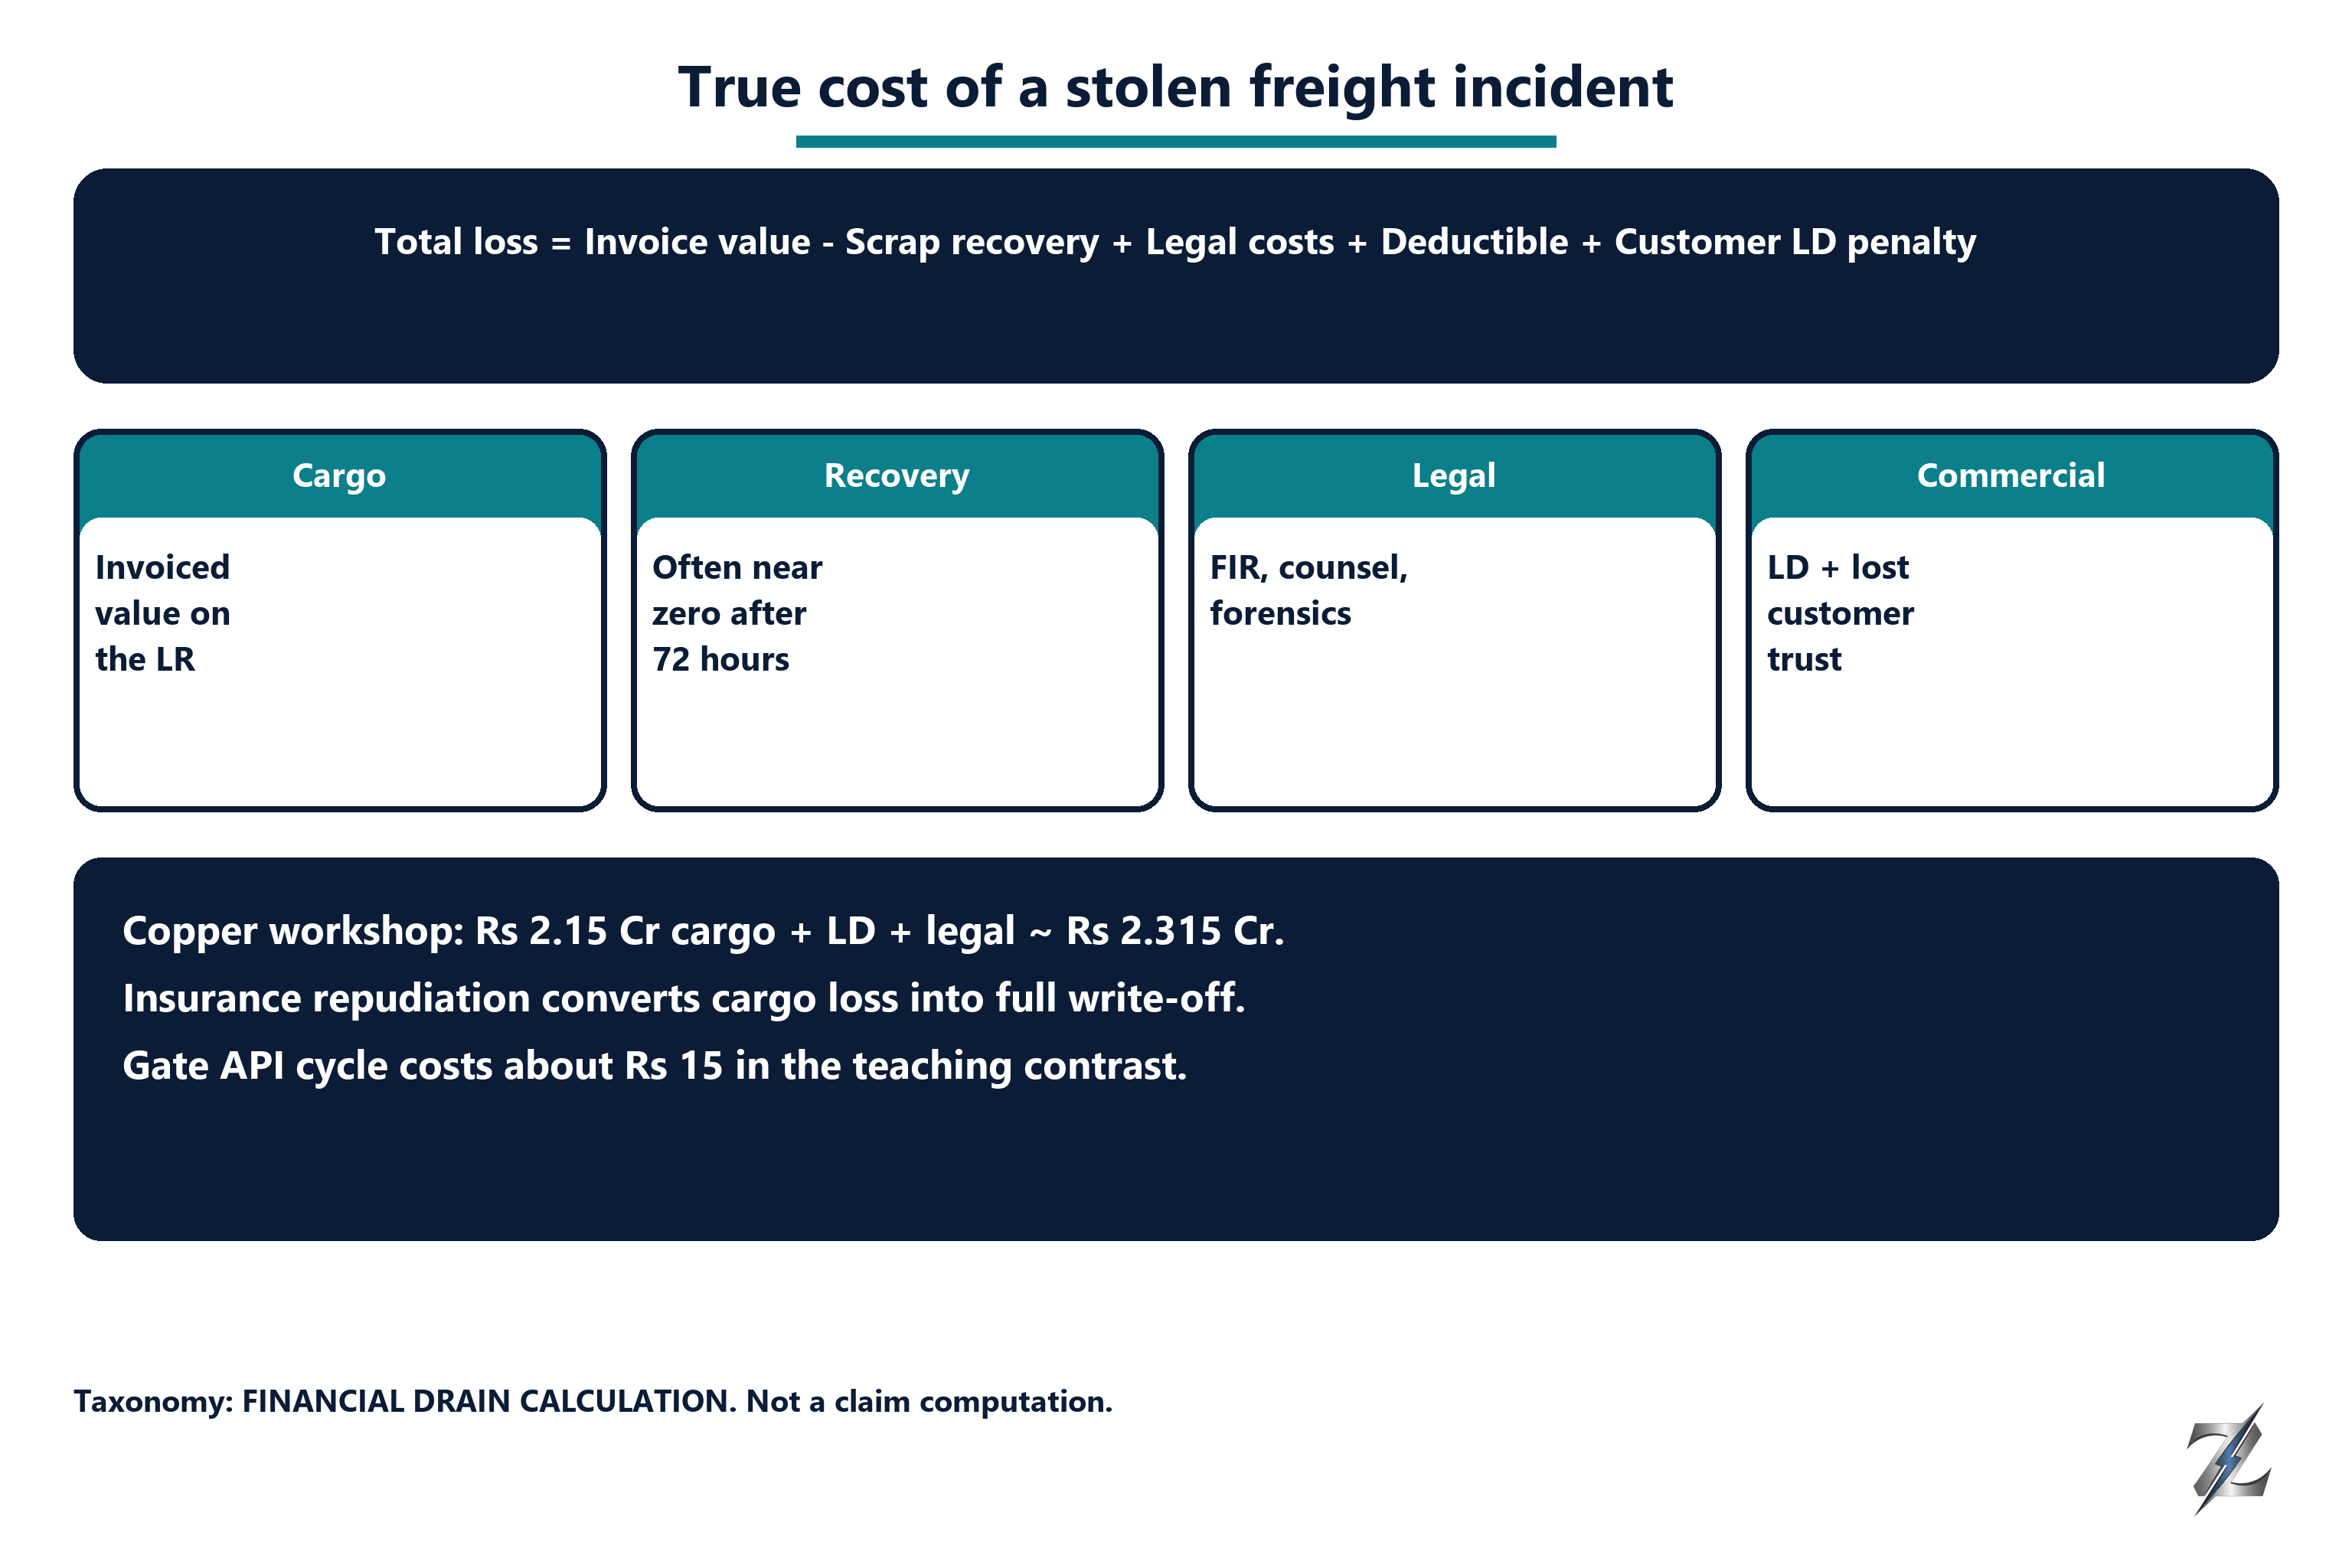 True cost of a stolen freight incident
Total loss = Invoice value - Scrap recovery + Legal costs + Deductible + Customer LD penalty
Cargo
Invoiced
value on
the LR
Recovery
Often near
zero after
72 hours
Legal
FIR, counsel,
forensics
Commercial
LD + lost
customer
trust
Copper workshop: Rs 2.15 Cr cargo + LD + legal ~ Rs 2.315 Cr.
Insurance repudiation converts cargo loss into full write-off.
Gate API cycle costs about Rs 15 in the teaching contrast.
Taxonomy: FINANCIAL DRAIN CALCULATION. Not a claim computation.
Z